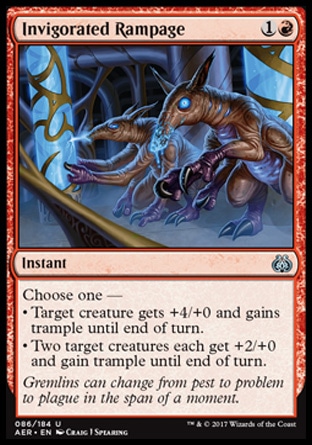 Invigorated Rampage 1
Instant
Choose one —
• Target creature gets +4/+0 and gains
trample until end of turn.
• Two target creatures each get +2/+0
and gain trample until end of turn.
Gremlins can change from pest to problem
to plague in the span of a moment.
086/184 U
AER • EN Craig J Spearing
™ & © 2017 Wizards of the Coast